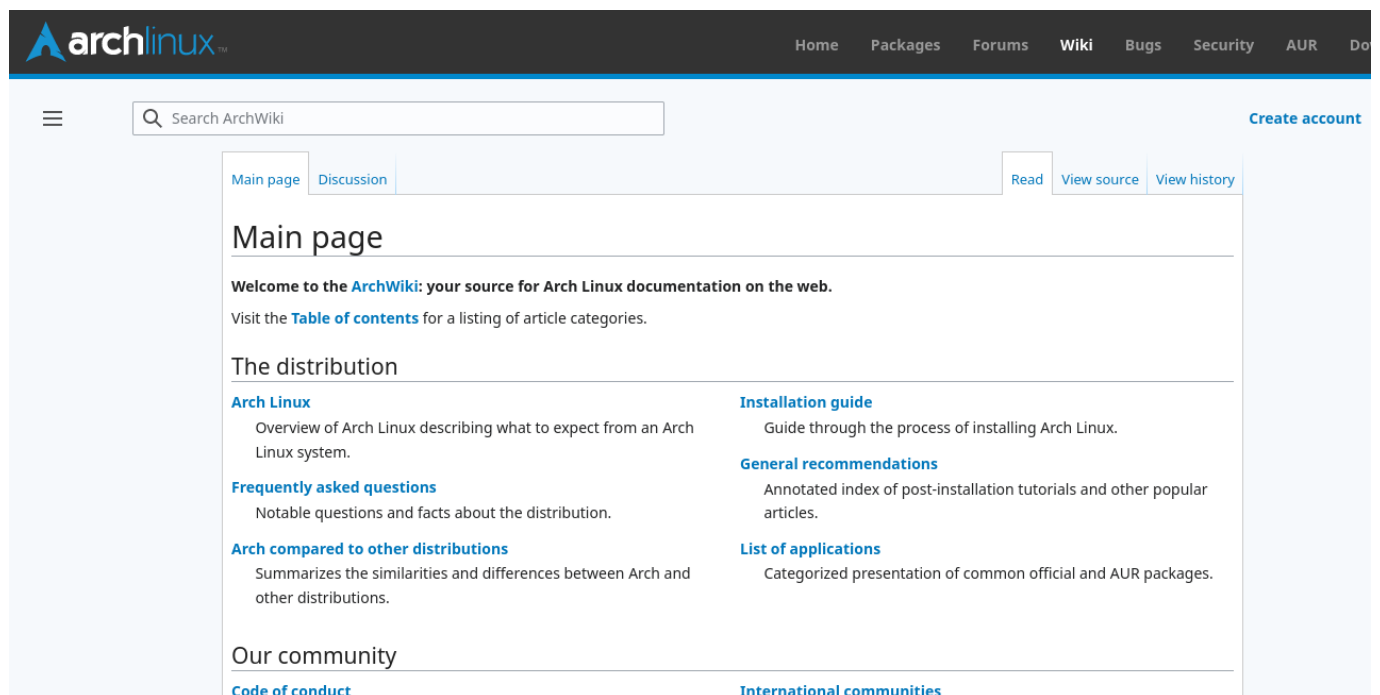 archlinux™
Home Packages Forums Wiki Bugs Security AUR
Search ArchWiki
Create account
Main page Discussion
Read View source View history
Main page
Welcome to the ArchWiki: your source for Arch Linux documentation on the web.
Visit the Table of contents for a listing of article categories.
The distribution
Arch Linux
Overview of Arch Linux describing what to expect from an Arch
Linux system.
Frequently asked questions
Notable questions and facts about the distribution.
Arch compared to other distributions
Summarizes the similarities and differences between Arch and
other distributions.
Installation guide
Guide through the process of installing Arch Linux.
General recommendations
Annotated index of post-installation tutorials and other popular
articles.
List of applications
Categorized presentation of common official and AUR packages.
Our community
Code of conduct
International communities